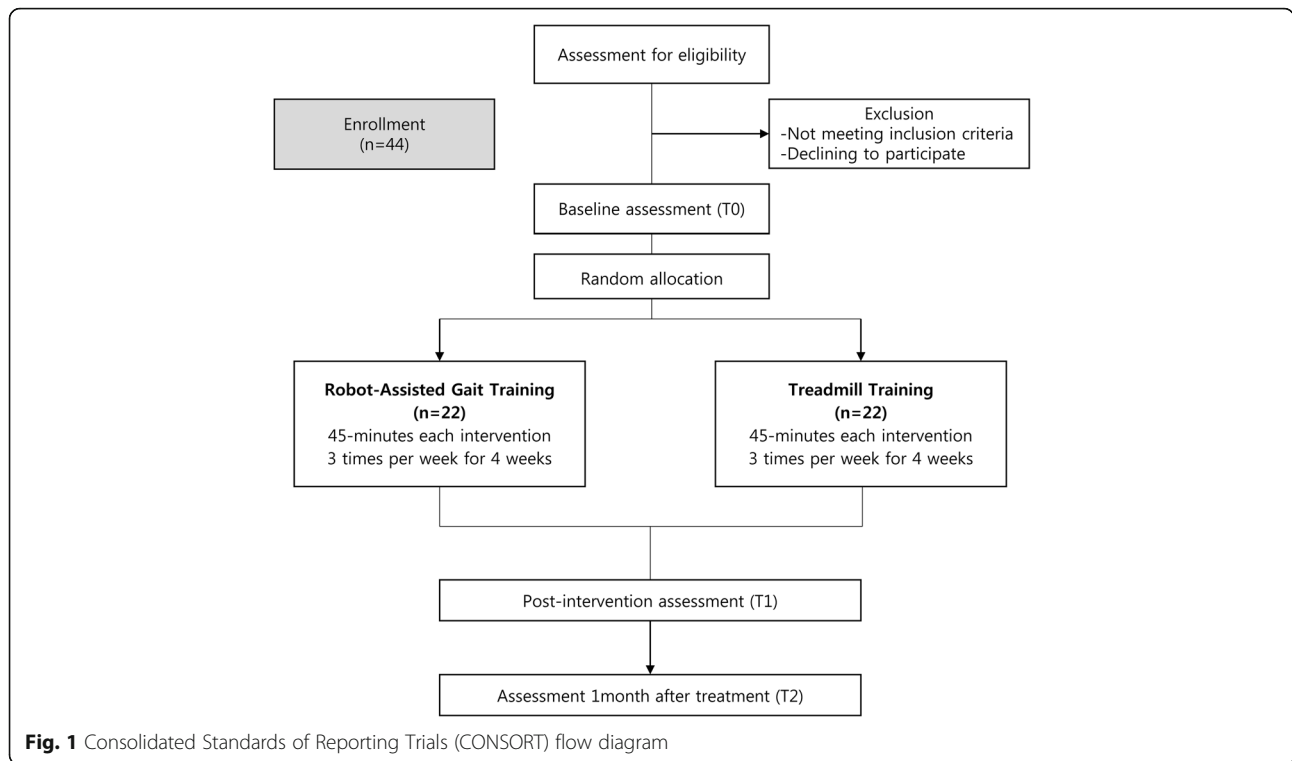 Assessment for eligibility
Enrollment
(n=44)
Exclusion
-Not meeting inclusion criteria
-Declining to participate
Baseline assessment (T0)
Random allocation
Robot-Assisted Gait Training
(n=22)
45-minutes each intervention
3 times per week for 4 weeks
Treadmill Training
(n=22)
45-minutes each intervention
3 times per week for 4 weeks
Post-intervention assessment (T1)
Assessment 1month after treatment (T2)
Fig. 1 Consolidated Standards of Reporting Trials (CONSORT) flow diagram